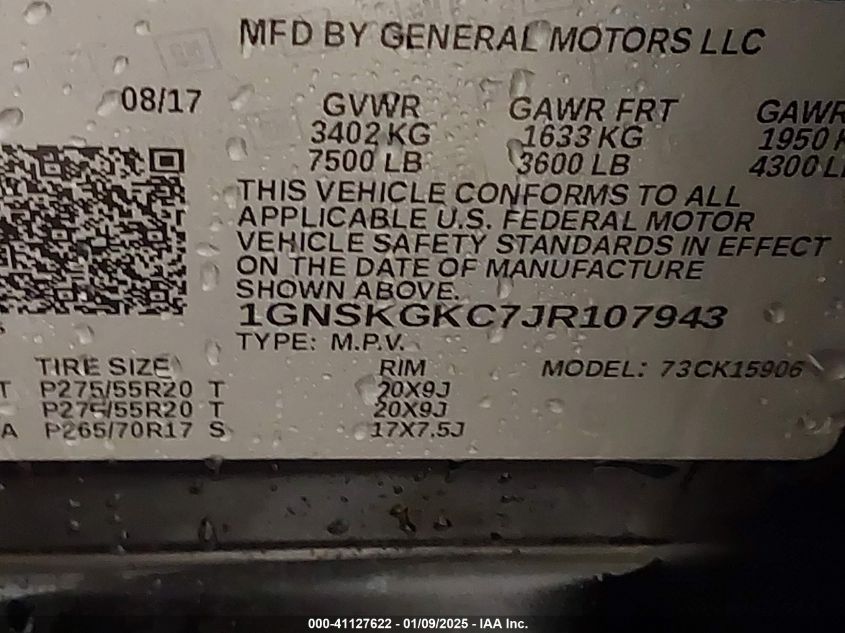 MFD BY GENERAL MOTORS LLC
08/17 GVWR GAWR FRT GAWR
3402 KG 1633 KG 1950 K
7500 LB 3600 LB 4300 L
THIS VEHICLE CONFORMS TO ALL
APPLICABLE U.S. FEDERAL MOTOR
VEHICLE SAFETY STANDARDS IN EFFECT
ON THE DATE OF MANUFACTURE
SHOWN ABOVE.
1GNSKGKC7JR107943
TYPE: M.P.V.
TIRE SIZE RIM MODEL: 73CK15906
T P275/55R20 T 20X9J
P275/55R20 T 20X9J
A P265/70R17 S 17X7.5J
000-41127622 - 01/09/2025 - IAA Inc.